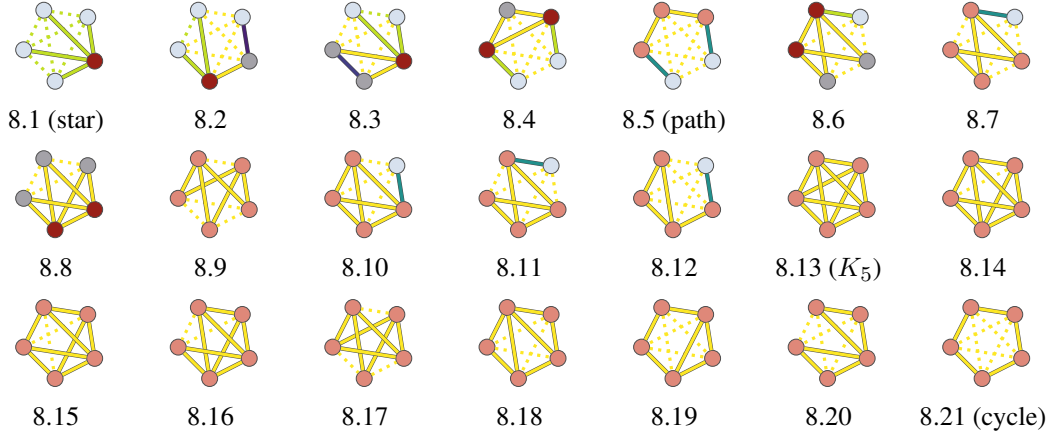 8.1 (star) 8.2 8.3 8.4 8.5 (path) 8.6 8.7
8.8 8.9 8.10 8.11 8.12 8.13 (K₅) 8.14
8.15 8.16 8.17 8.18 8.19 8.20 8.21 (cycle)